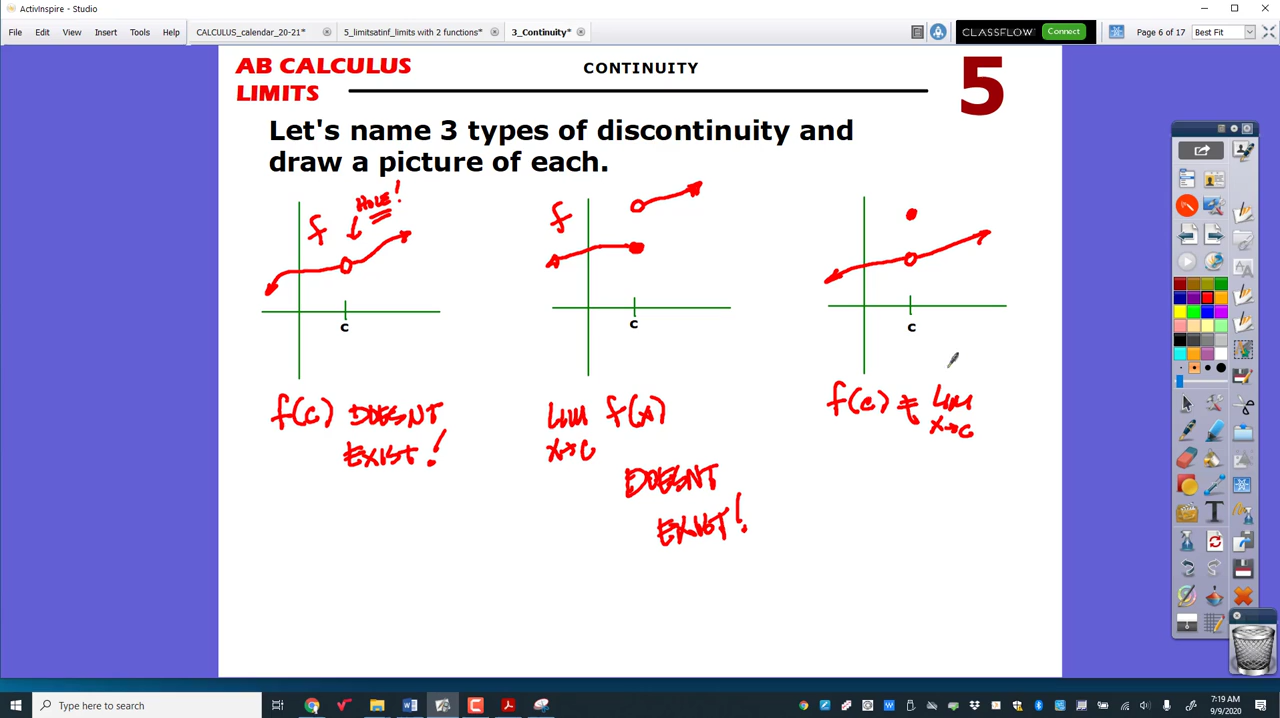 ActivInspire - Studio
File Edit View Insert Tools Help
CALCULUS_calendar_20-21*
5_limitsatinf_limits with 2 functions*
3_Continuity*
CLASSFLOW Connect
Page 6 of 17
Best Fit
AB CALCULUS
LIMITS
CONTINUITY
5
Let's name 3 types of discontinuity and
draw a picture of each.
HOLE!
f
f
c
c
c
f(c) DOESNT
EXIST!
LIM f(x)
x→c
DOESNT
EXIST!
f(c) ≠ LIM
x→c
Type here to search
7:19 AM
9/9/2020